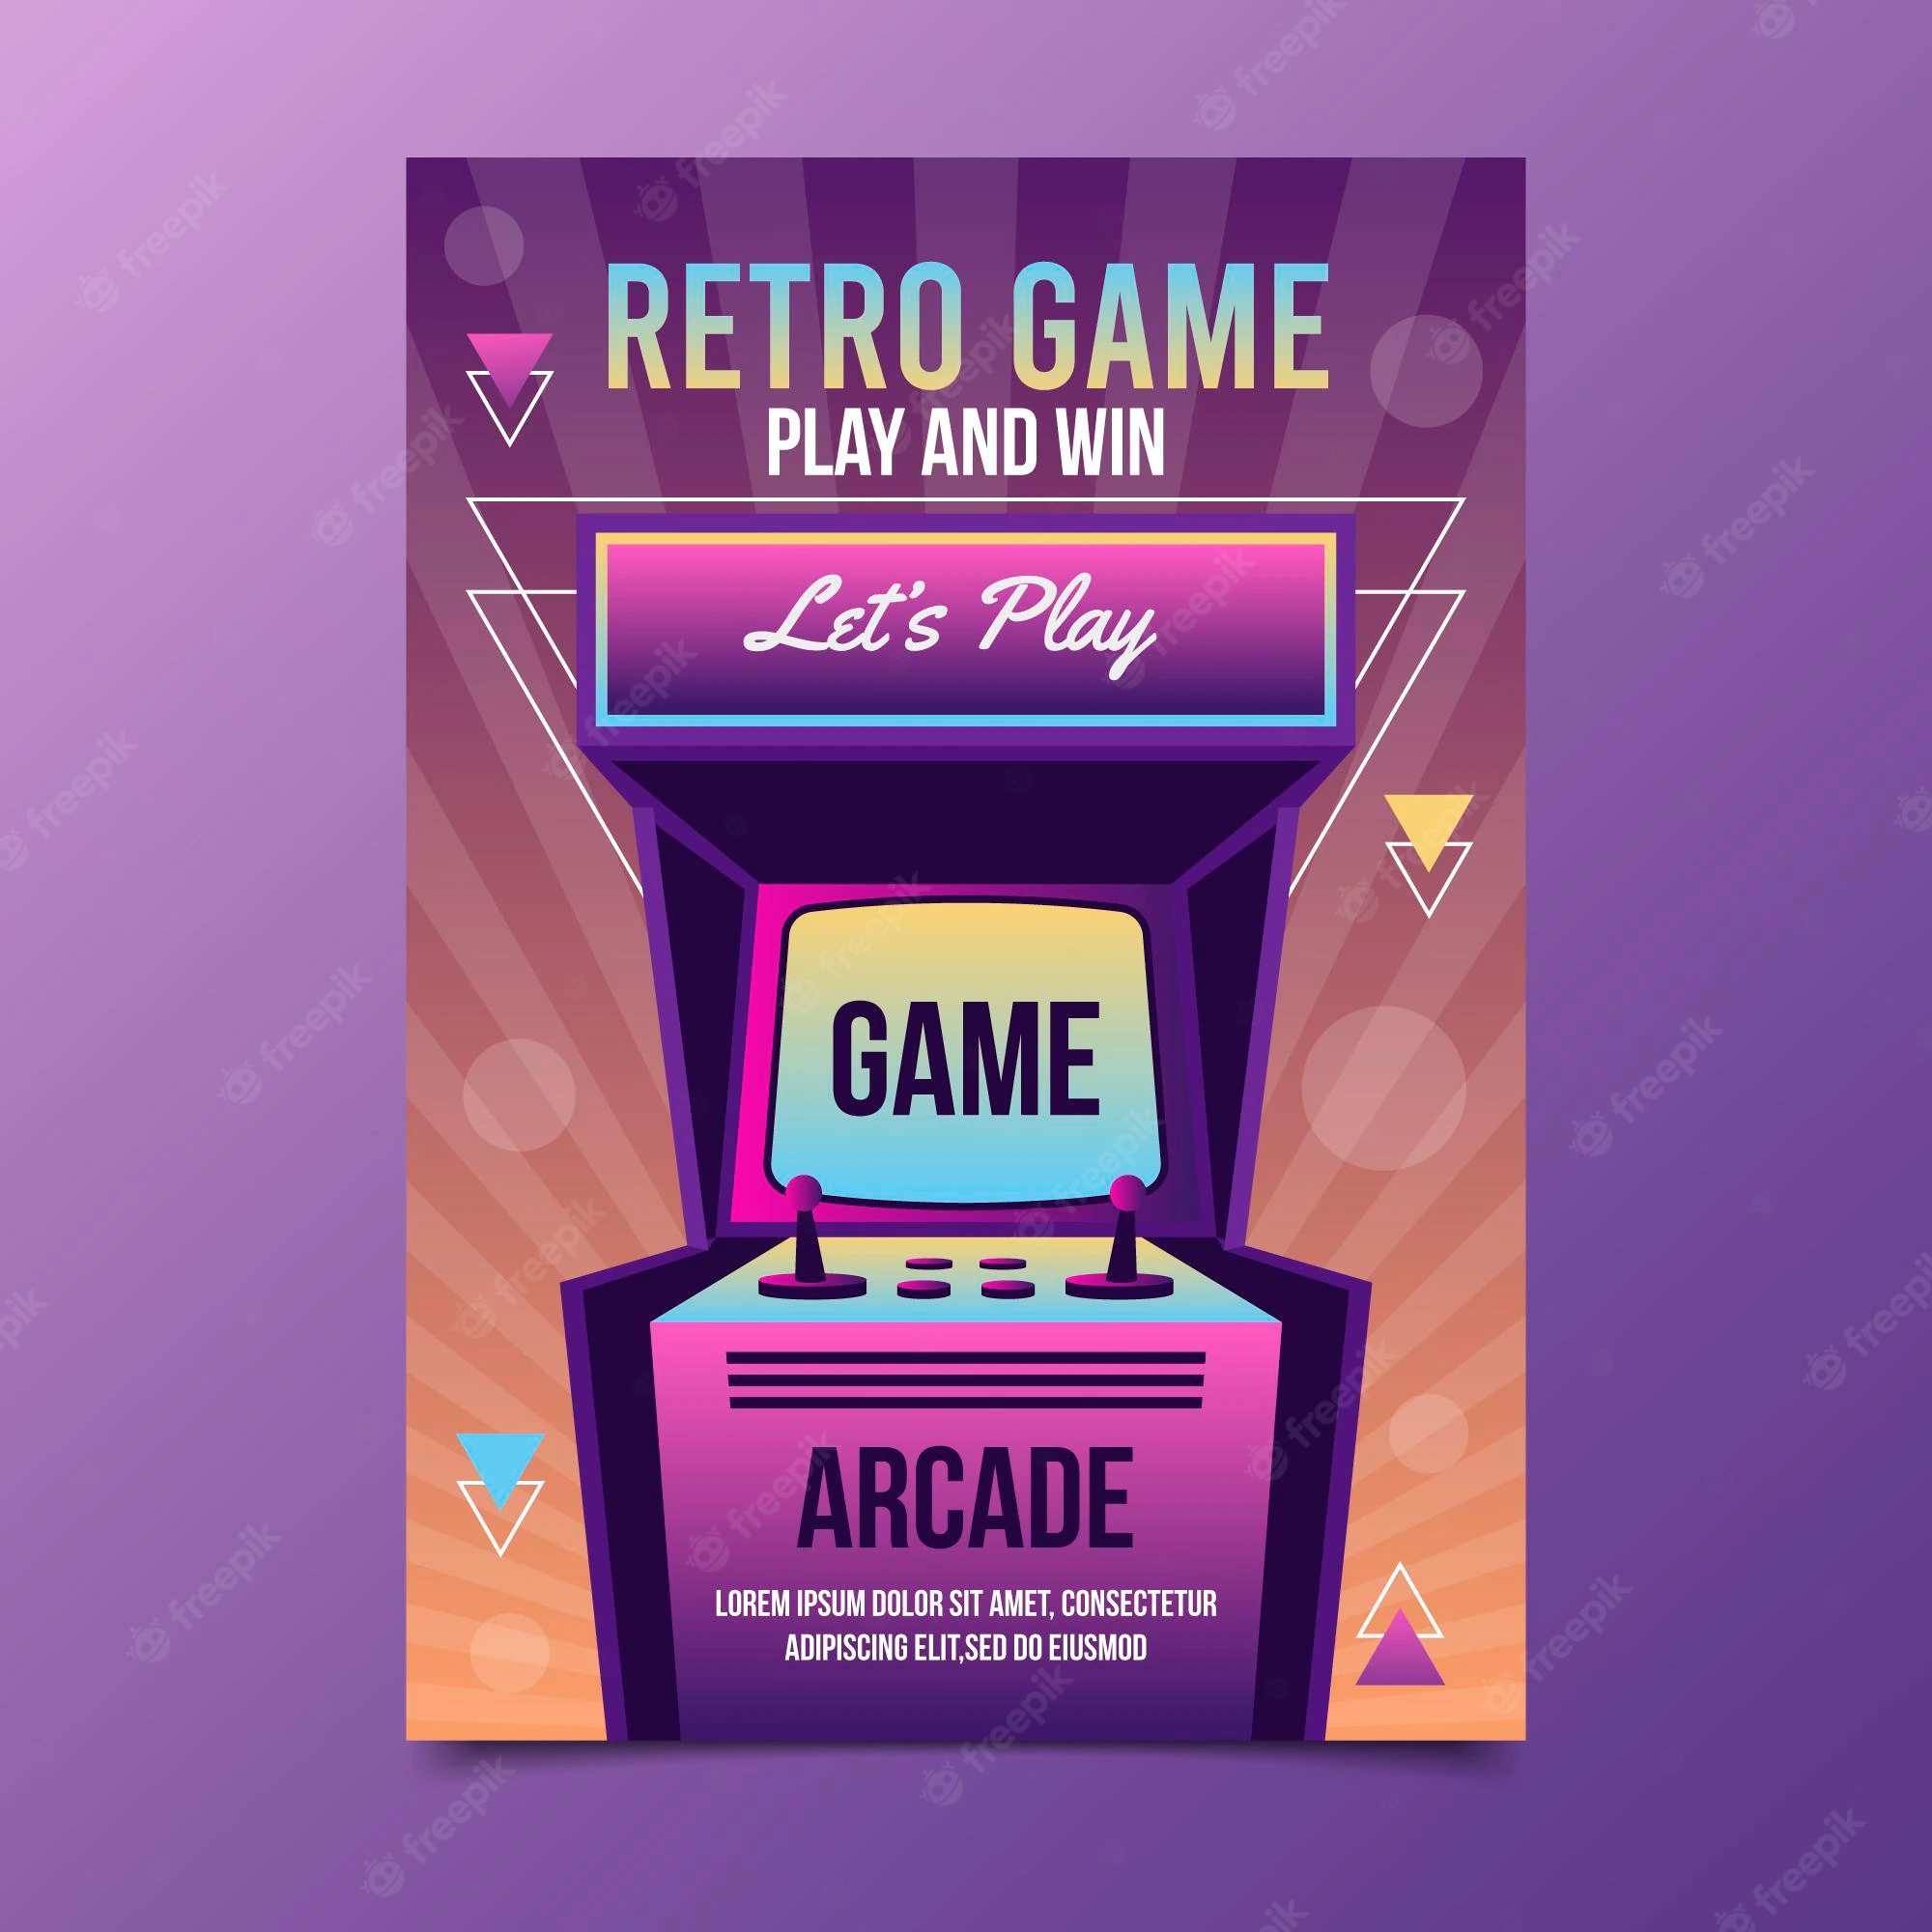 RETRO GAME
PLAY AND WIN
Let's Play
GAME
ARCADE
LOREM IPSUM DOLOR SIT AMET, CONSECTETUR
ADIPISCING ELIT,SED DO EIUSMOD
freepik